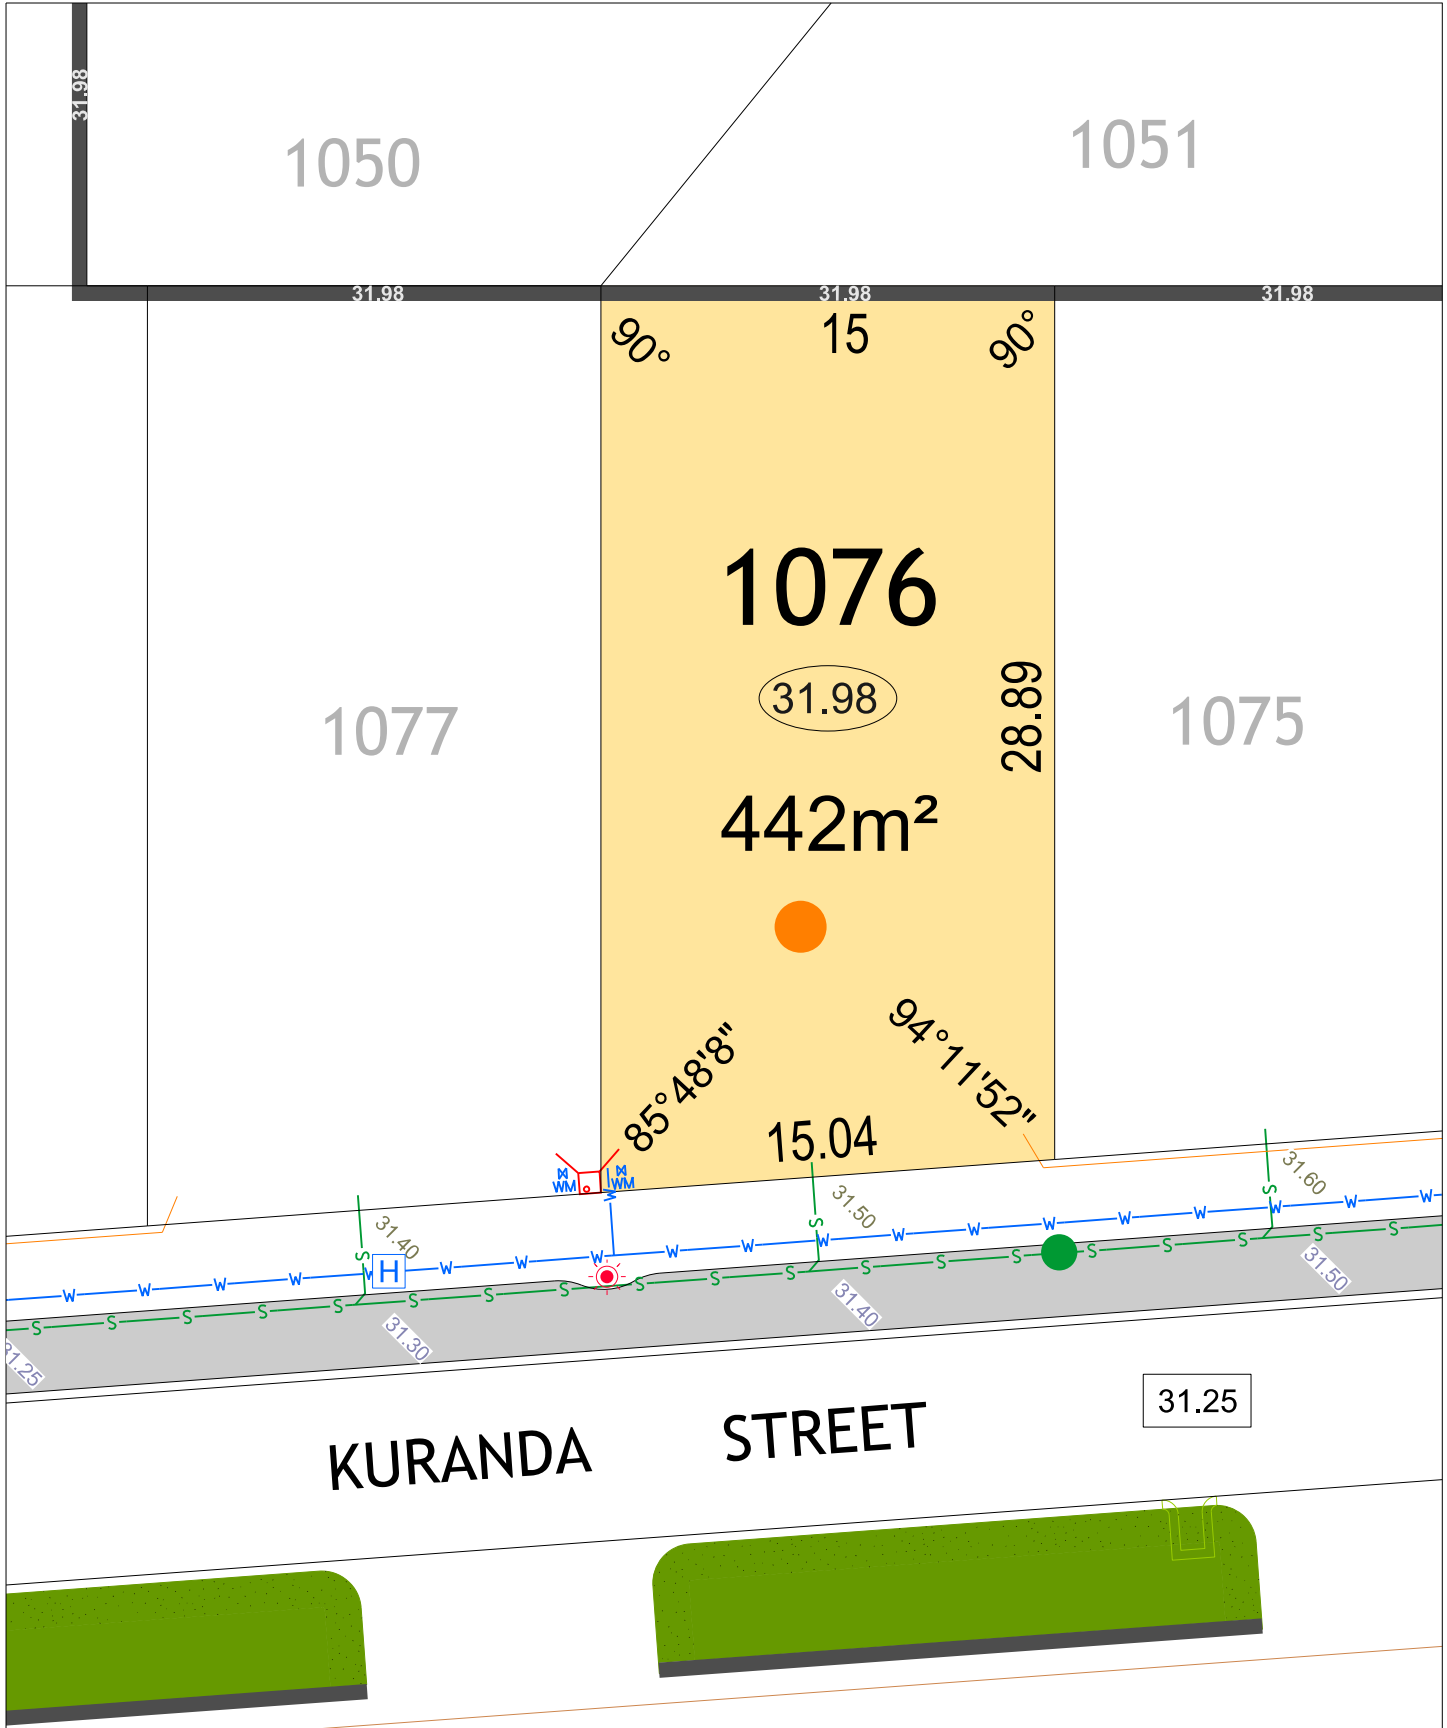 31.98
1050
1051
31.98
31.98
31.98
90°
15
90°
1076
31.98
28.89
442m²
1077
1075
85°48'8"
94°11'52"
15.04
WM
WM
W
31.60
31.50
31.40
S
S
S
H
W W W W W W W W W W W W W W W W W W W
S S S S S S S S S S S S S S S S S S
31.50
31.40
31.30
31.25
31.25
KURANDA STREET